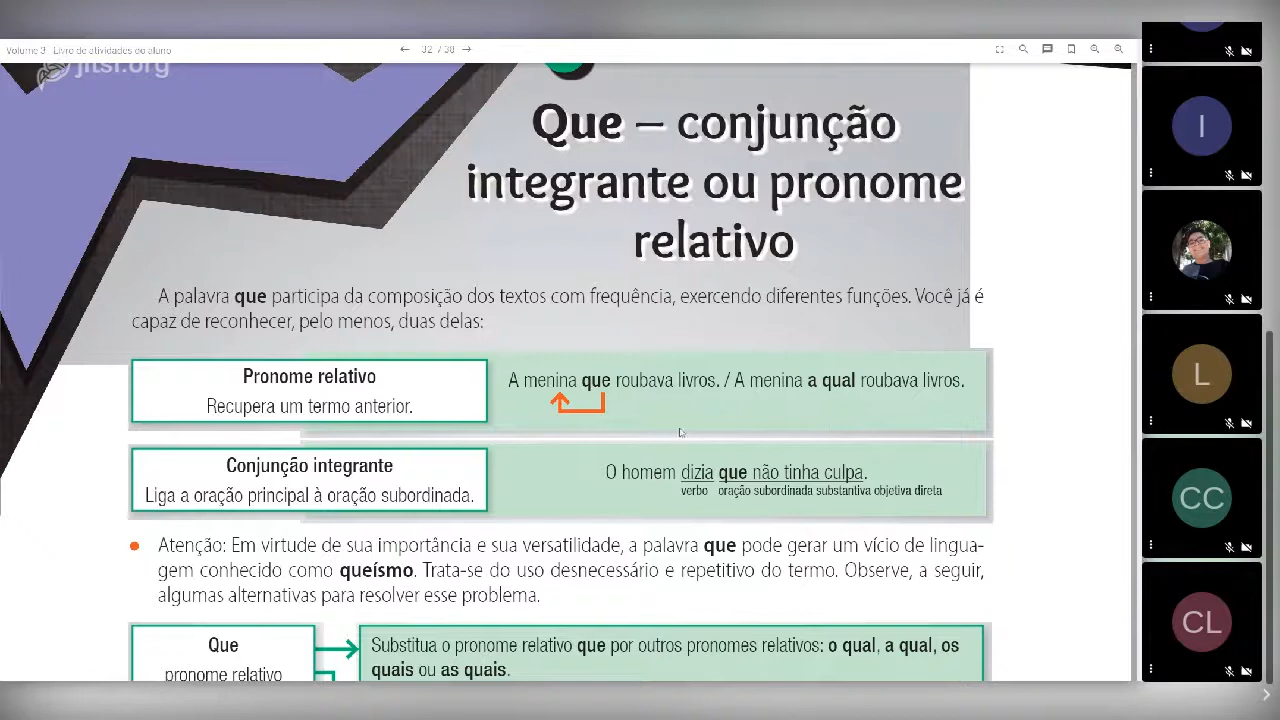 Volume 3 - Livro de atividades do aluno
32 / 38
jitsi.org
Que – conjunção
integrante ou pronome
relativo
A palavra que participa da composição dos textos com frequência, exercendo diferentes funções. Você já é
capaz de reconhecer, pelo menos, duas delas:
Pronome relativo
Recupera um termo anterior.
A menina que roubava livros. / A menina a qual roubava livros.
Conjunção integrante
Liga a oração principal à oração subordinada.
O homem dizia que não tinha culpa.
verbo oração subordinada substantiva objetiva direta
Atenção: Em virtude de sua importância e sua versatilidade, a palavra que pode gerar um vício de lingua-
gem conhecido como queísmo. Trata-se do uso desnecessário e repetitivo do termo. Observe, a seguir,
algumas alternativas para resolver esse problema.
Que
pronome relativo
Substitua o pronome relativo que por outros pronomes relativos: o qual, a qual, os
quais ou as quais.
I
L
CC
CL